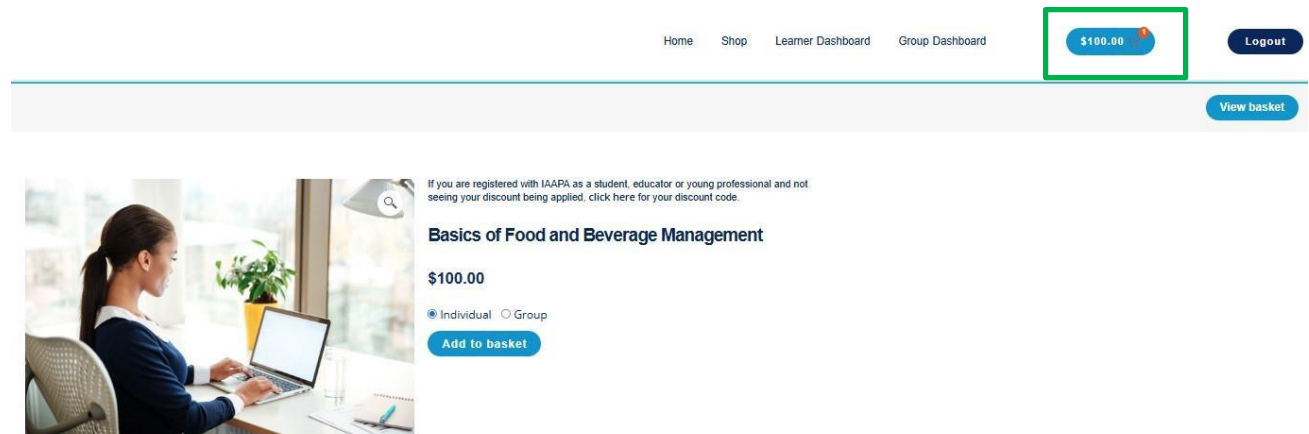 Home Shop Learner Dashboard Group Dashboard $100.00 1 Logout
View basket
If you are registered with IAAPA as a student, educator or young professional and not
seeing your discount being applied, click here for your discount code.
Basics of Food and Beverage Management
$100.00
Individual Group
Add to basket